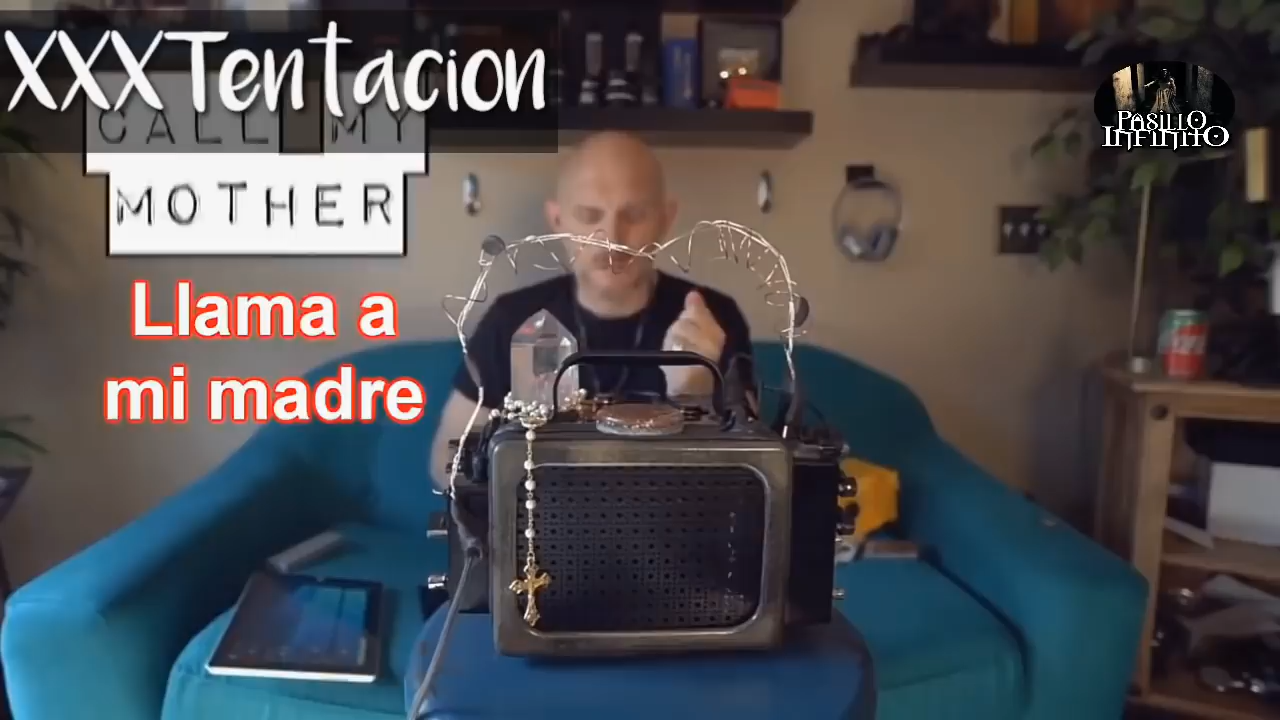 XXXTentacion
CALL MY
MOTHER
Llama a
mi madre
PASILLO
INFINITO